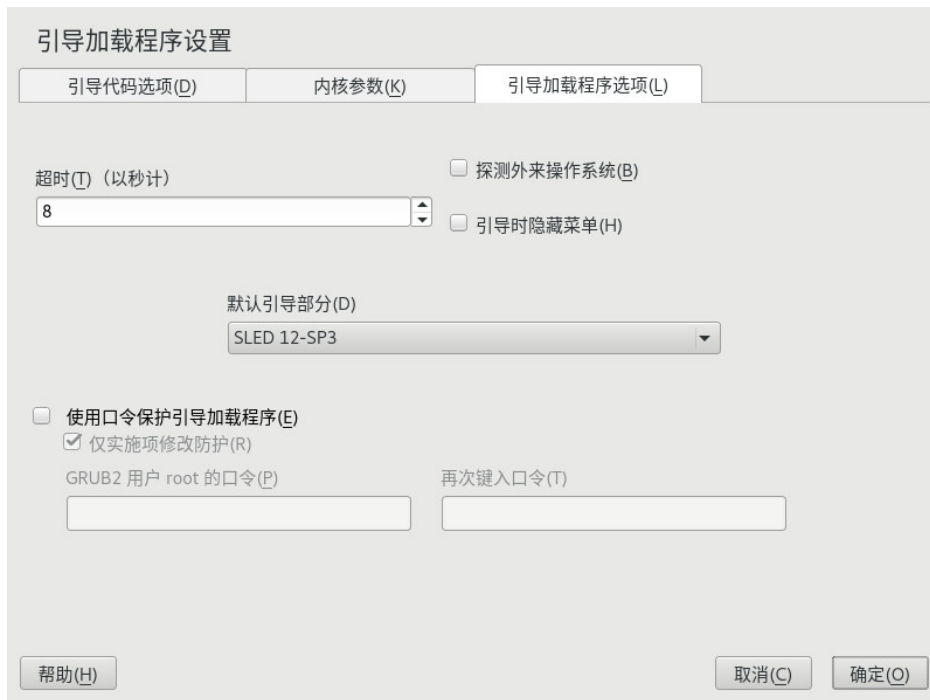 引导加载程序设置
引导代码选项(D) 内核参数(K) 引导加载程序选项(L)
超时(T)（以秒计）
8
探测外来操作系统(B)
引导时隐藏菜单(H)
默认引导部分(D)
SLED 12-SP3
使用口令保护引导加载程序(E)
仅实施项修改防护(R)
GRUB2 用户 root 的口令(P) 再次键入口令(T)
帮助(H) 取消(C) 确定(O)